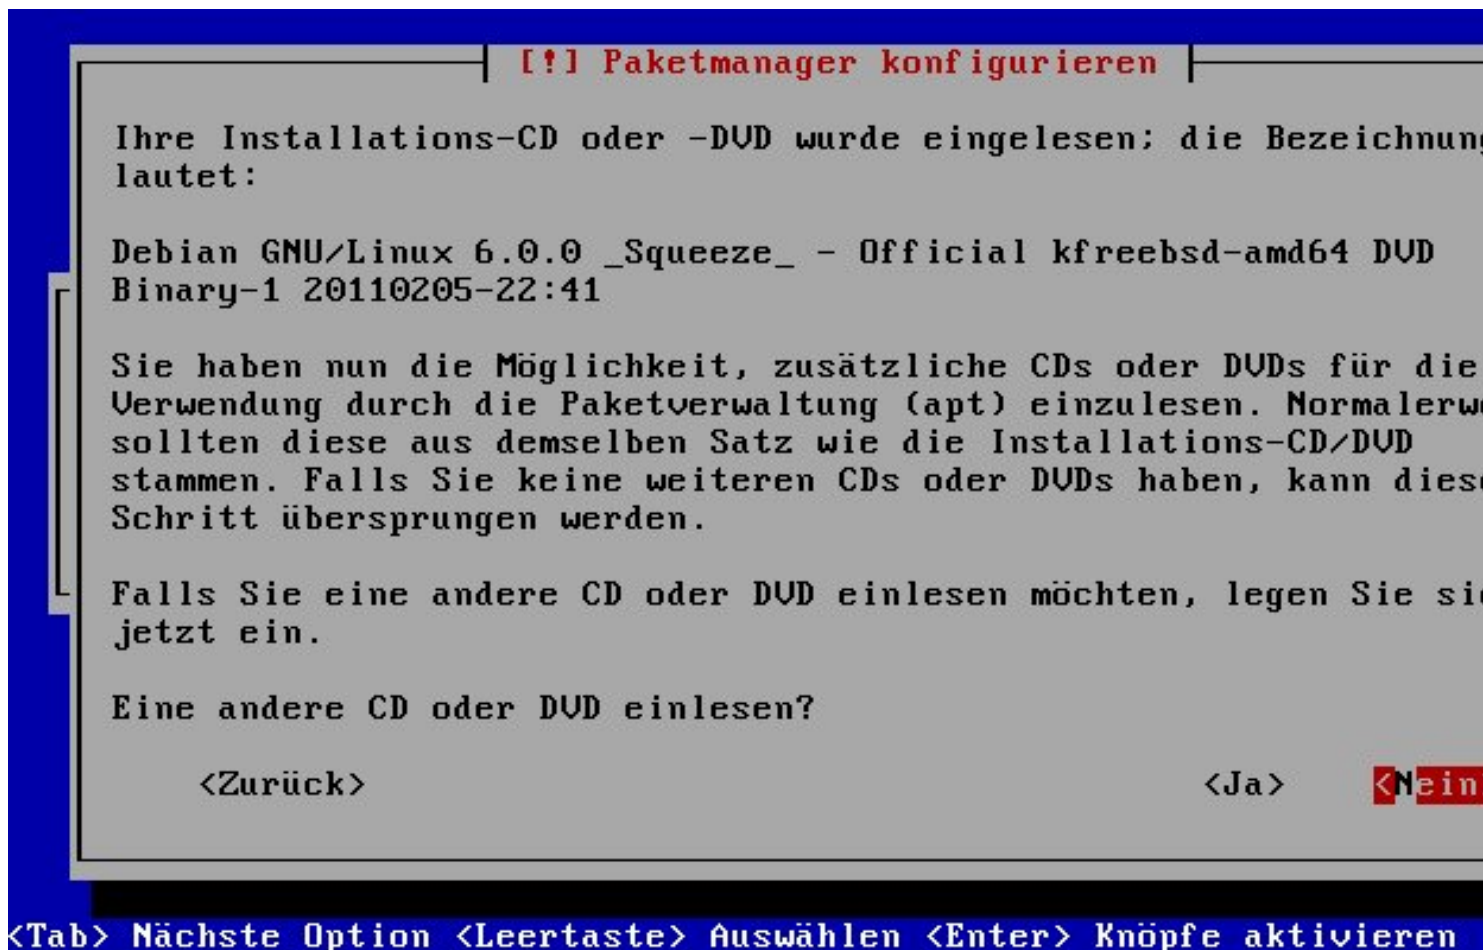 [!] Paketmanager konfigurieren
Ihre Installations-CD oder -DVD wurde eingelesen; die Bezeichnung
lautet:
Debian GNU/Linux 6.0.0 _Squeeze_ - Official kfreebsd-amd64 DVD
Binary-1 20110205-22:41
Sie haben nun die Möglichkeit, zusätzliche CDs oder DVDs für die
Verwendung durch die Paketverwaltung (apt) einzulesen. Normalerwe
sollten diese aus demselben Satz wie die Installations-CD/DVD
stammen. Falls Sie keine weiteren CDs oder DVDs haben, kann diese
Schritt übersprungen werden.
Falls Sie eine andere CD oder DVD einlesen möchten, legen Sie sie
jetzt ein.
Eine andere CD oder DVD einlesen?
<Zurück> <Ja> <Nein
<Tab> Nächste Option <Leertaste> Auswählen <Enter> Knöpfe aktivieren